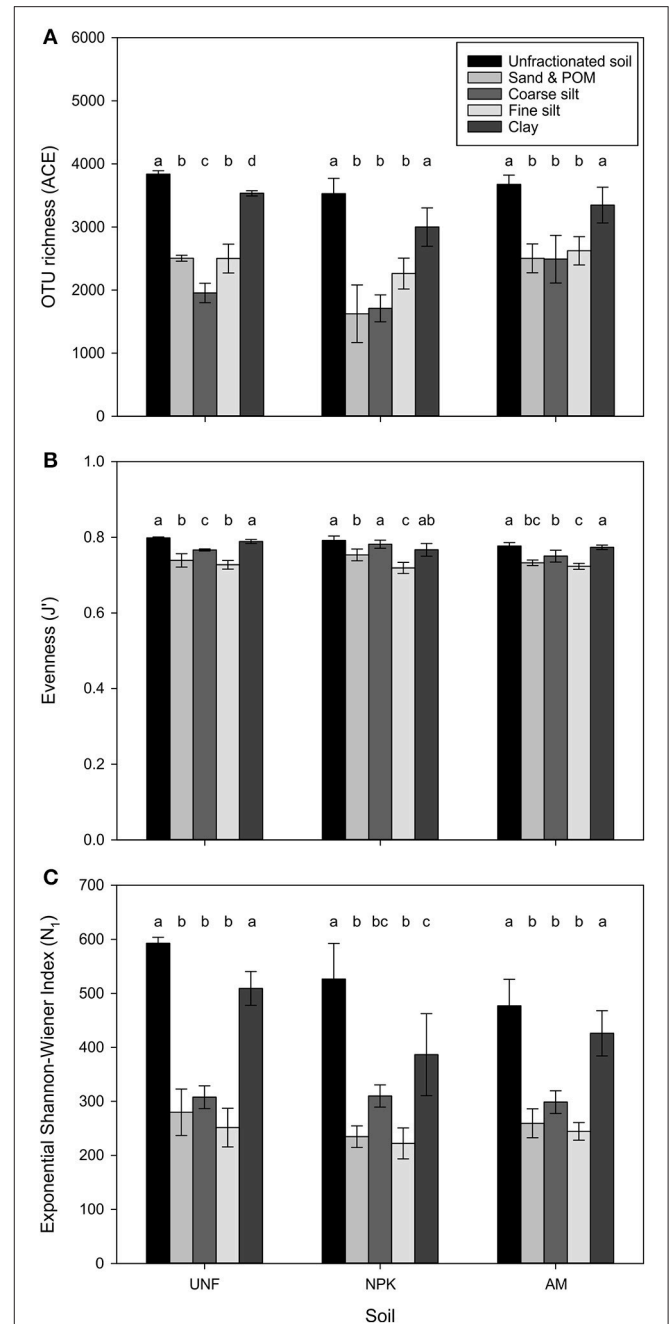 A
6000
Unfractionated soil
Sand & POM
Coarse silt
Fine silt
Clay
5000
4000
a b c b d a b b b a a b b b a
3000
2000
1000
0
OTU richness (ACE)
B
1.0
a b c b a a b a c ab a bc b c a
0.8
0.6
0.4
0.2
0.0
Evenness (J')
C
700
a b b b a a b bc b c a b b b a
600
500
400
300
200
100
0
Exponential Shannon-Wiener Index (N1)
UNF NPK AM
Soil